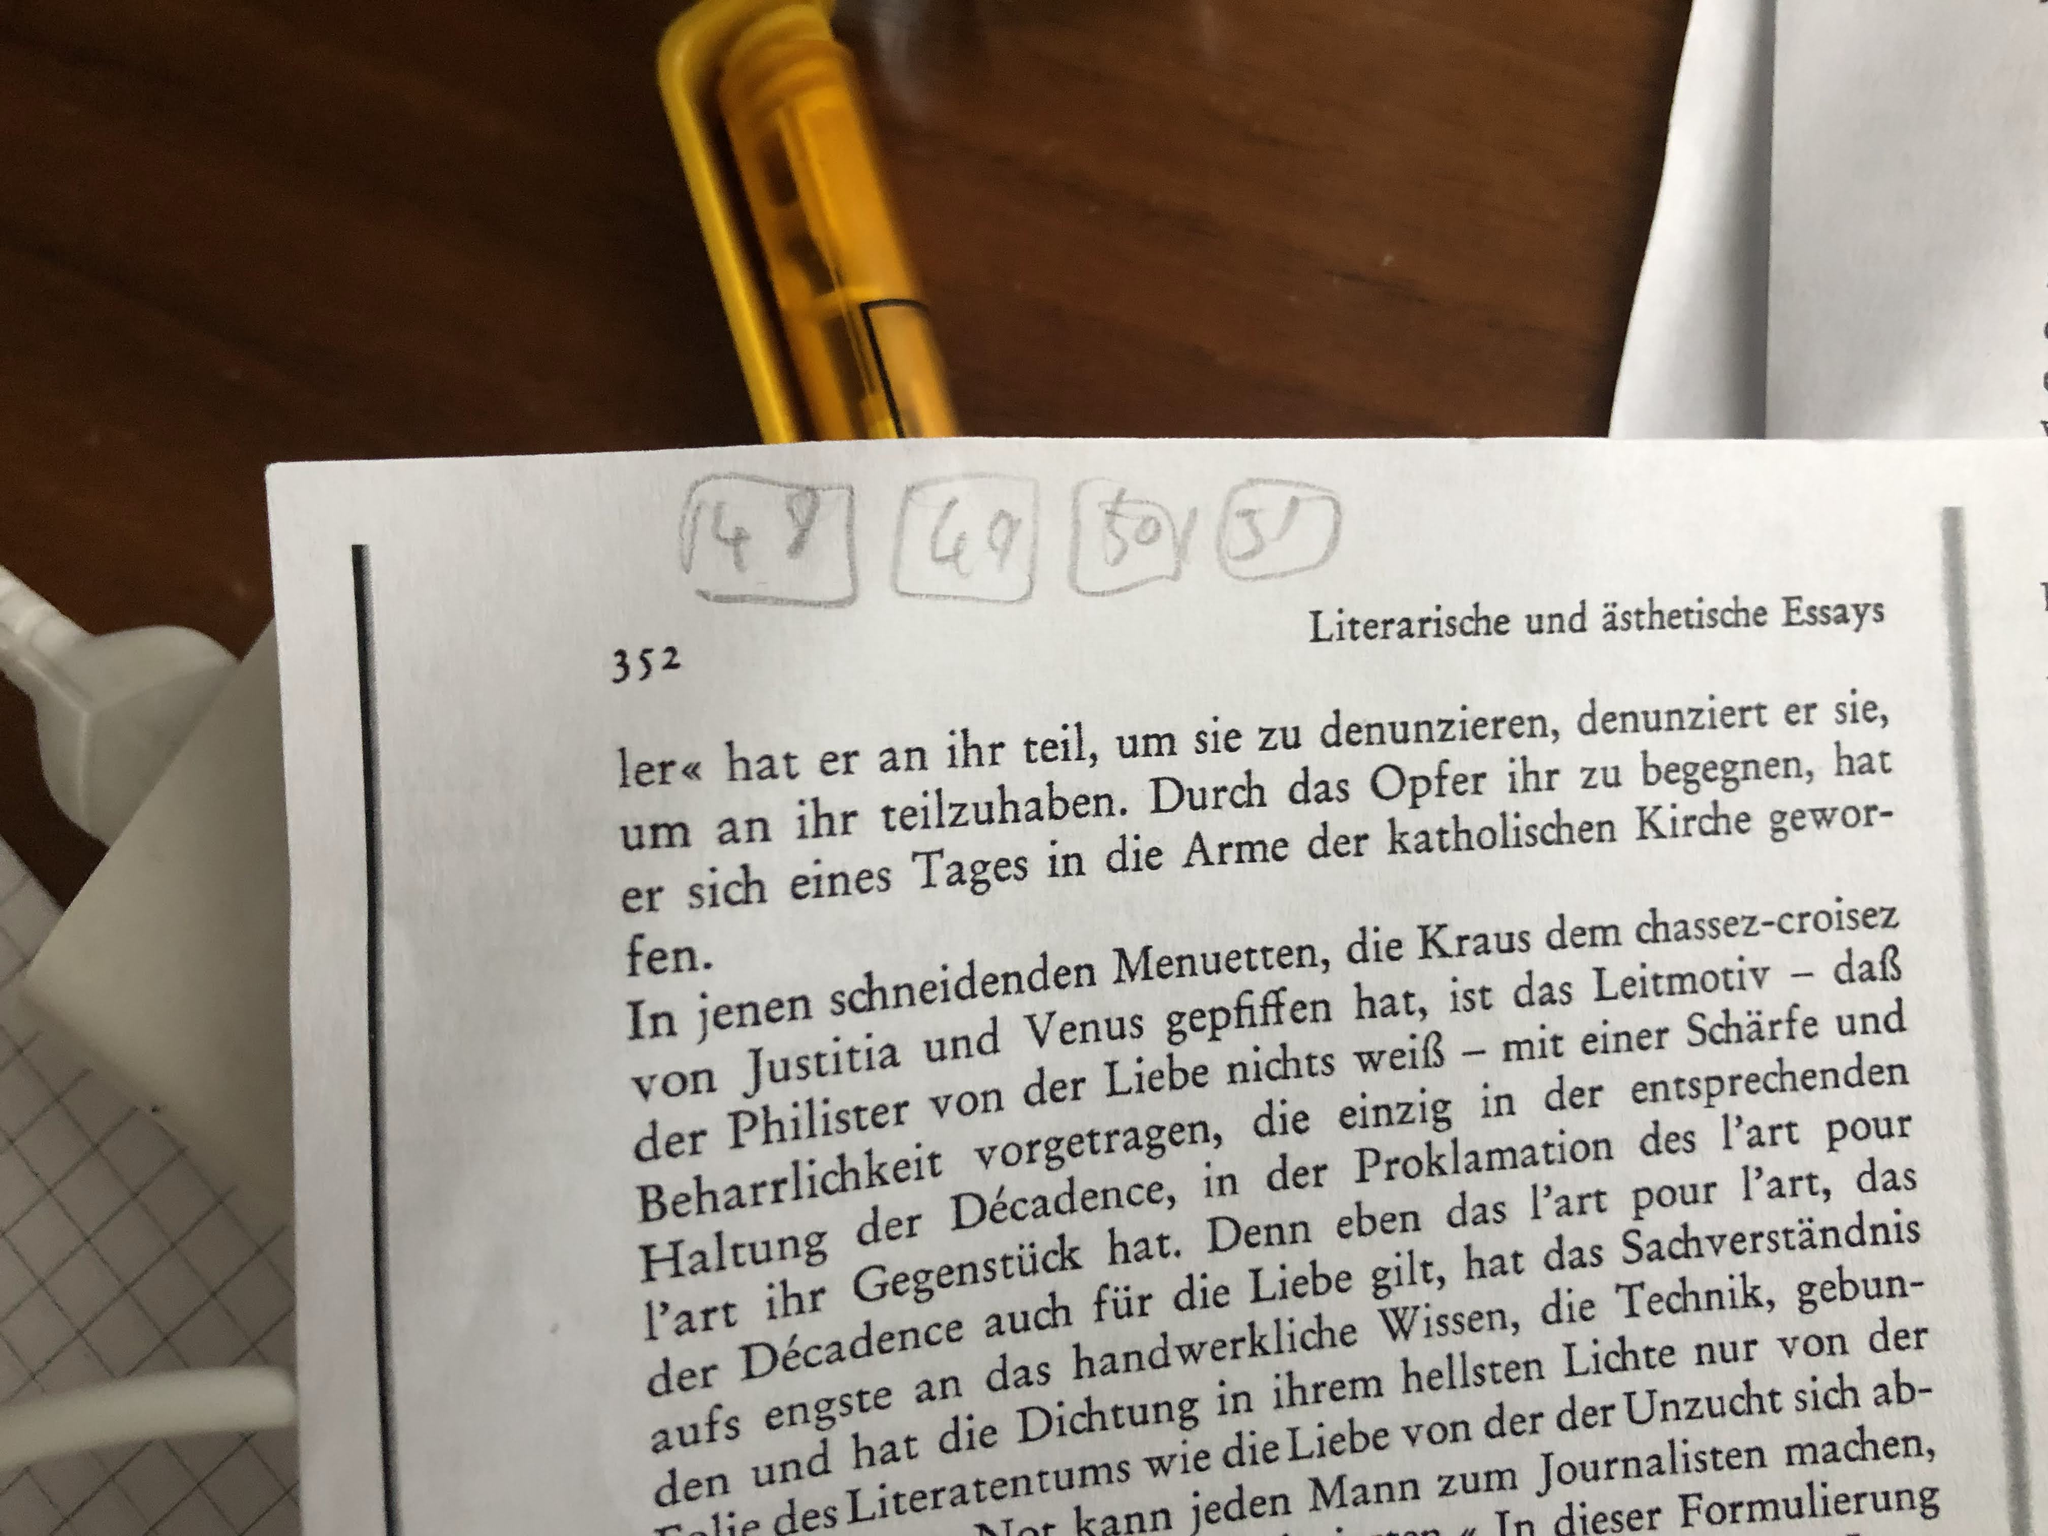 48 49 50 51
352
Literarische und ästhetische Essays
ler« hat er an ihr teil, um sie zu denunzieren, denunziert er sie,
um an ihr teilzuhaben. Durch das Opfer ihr zu begegnen, hat
er sich eines Tages in die Arme der katholischen Kirche gewor-
fen.
In jenen schneidenden Menuetten, die Kraus dem chassez-croisez
von Justitia und Venus gepfiffen hat, ist das Leitmotiv – daß
der Philister von der Liebe nichts weiß – mit einer Schärfe und
Beharrlichkeit vorgetragen, die einzig in der entsprechenden
Haltung der Décadence, in der Proklamation des l'art pour
l'art ihr Gegenstück hat. Denn eben das l'art pour l'art, das
der Décadence auch für die Liebe gilt, hat das Sachverständnis
aufs engste an das handwerkliche Wissen, die Technik, gebun-
den und hat die Dichtung in ihrem hellsten Lichte nur von der
des Literatentums wie die Liebe von der der Unzucht sich ab-
Not kann jeden Mann zum Journalisten machen,
« In dieser Formulierung